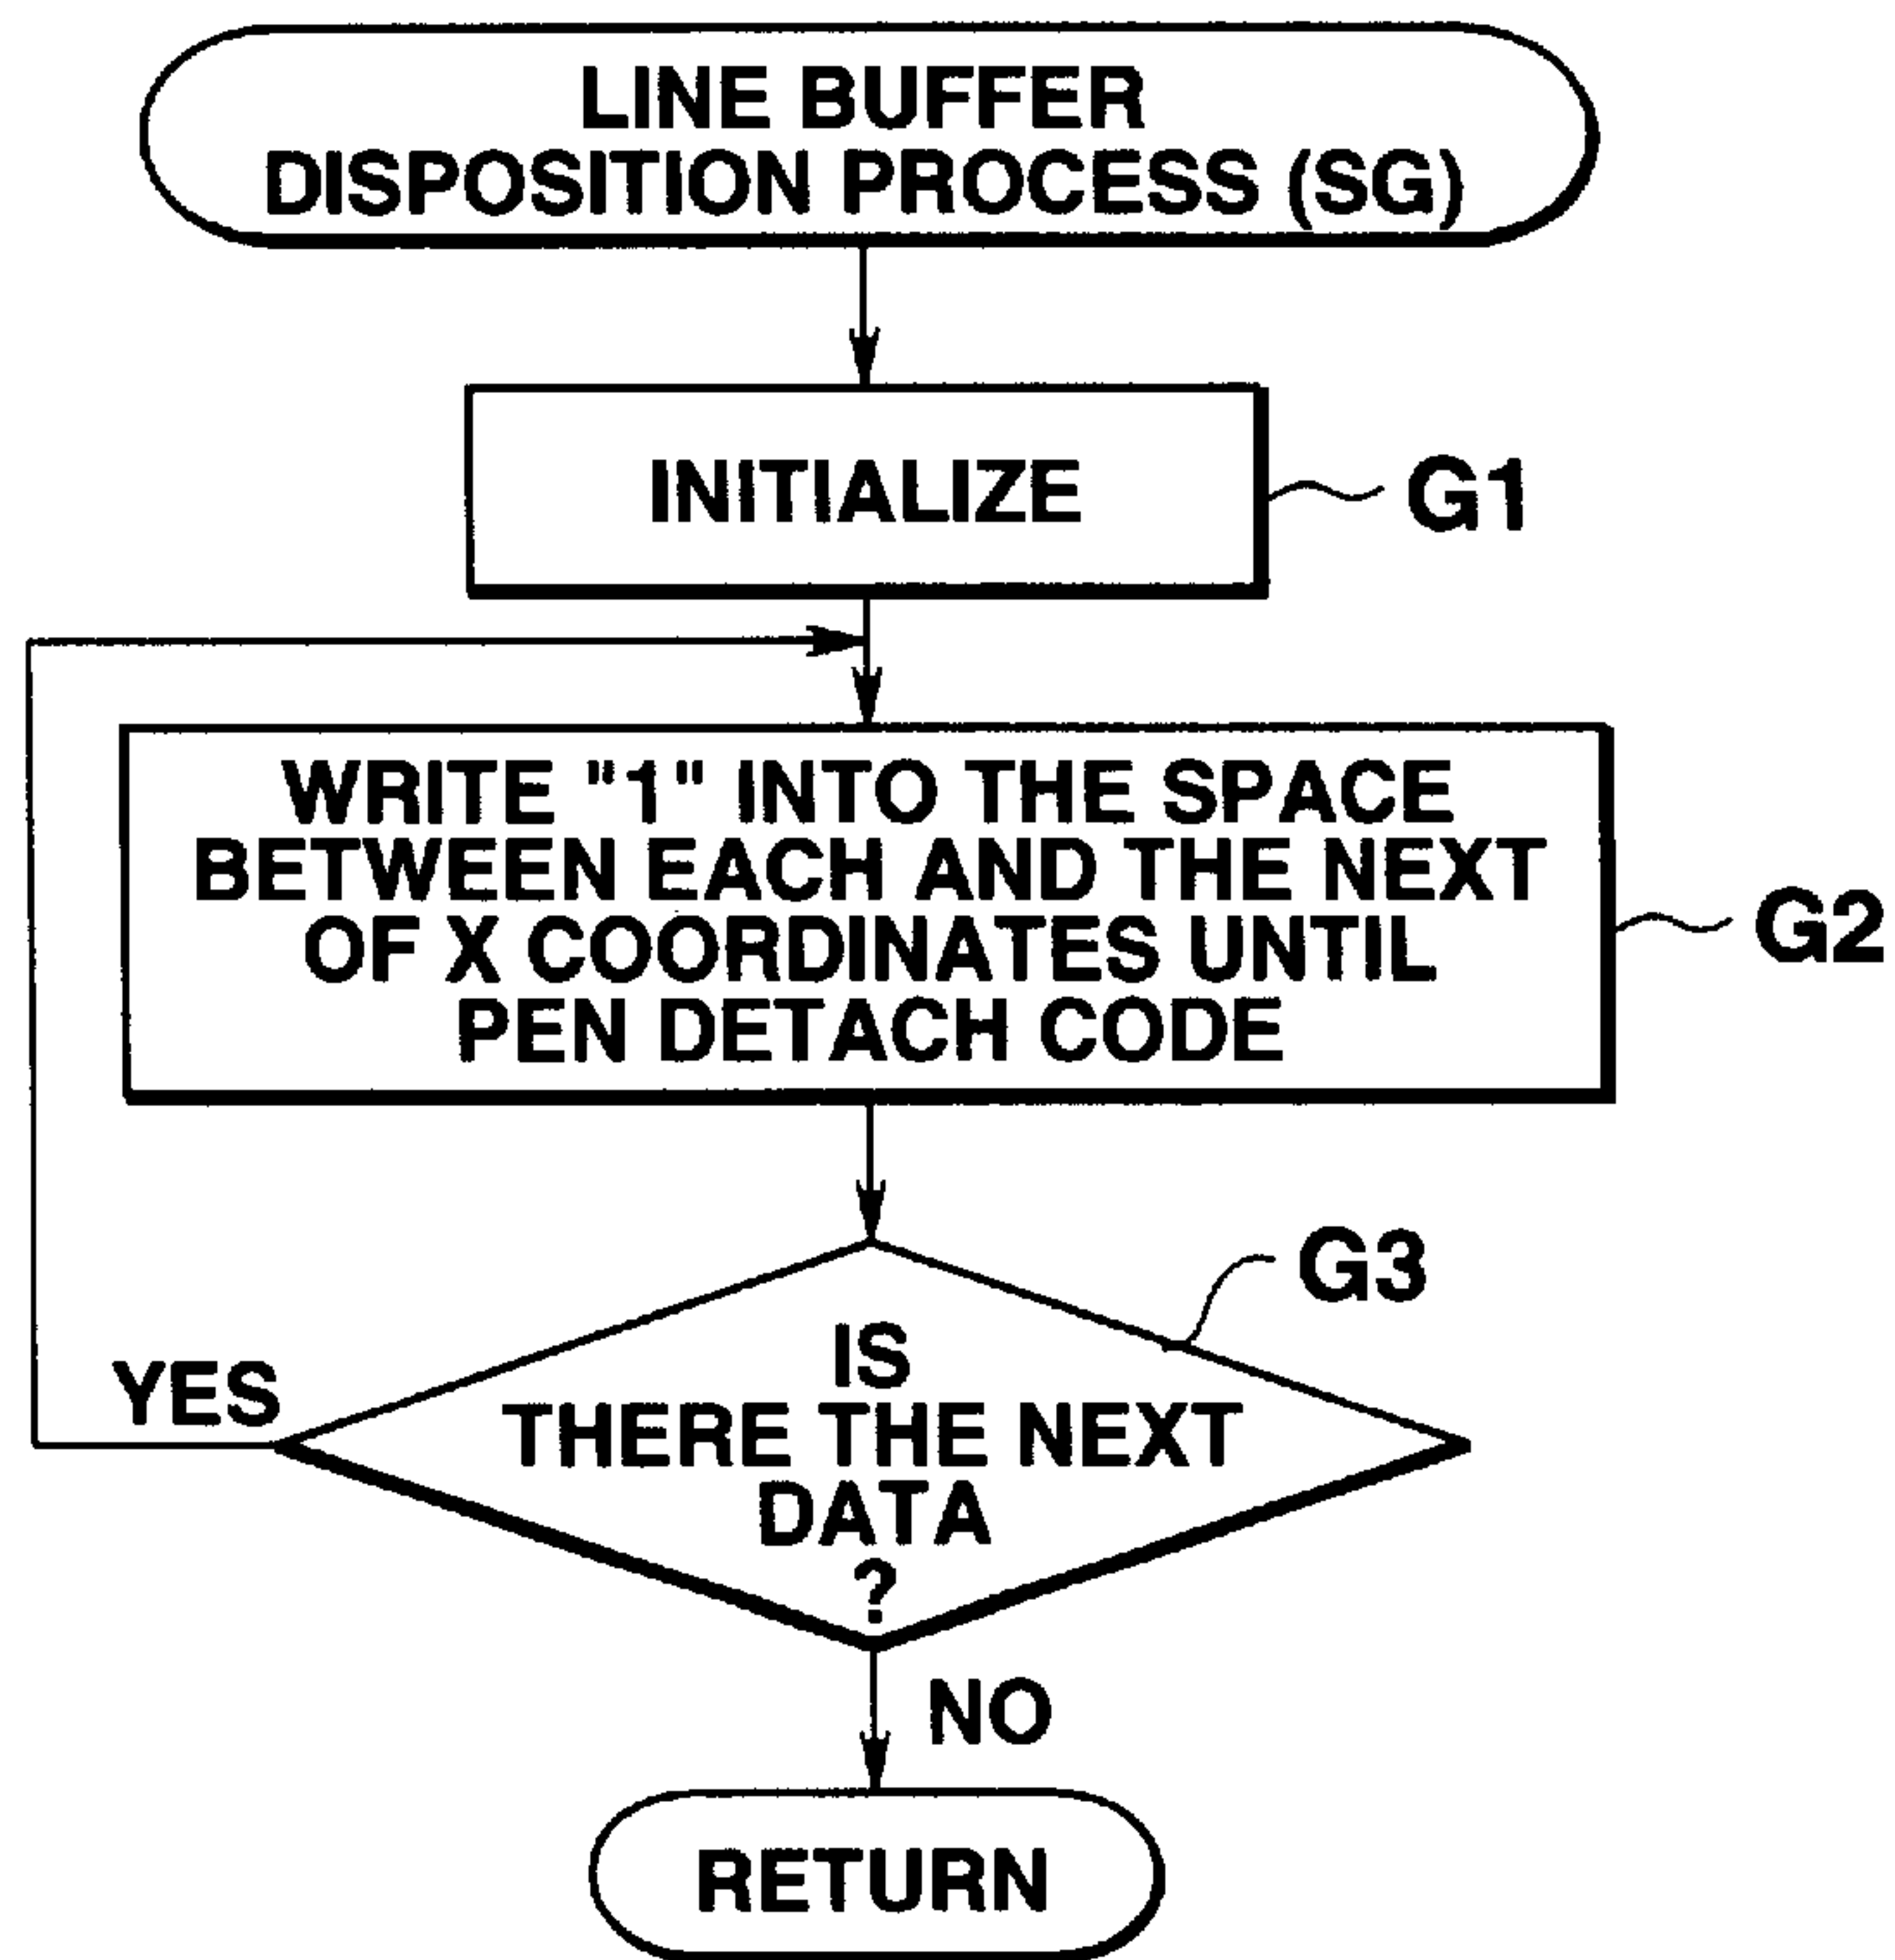 LINE BUFFER
DISPOSITION PROCESS (SG)
INITIALIZE
G1
WRITE "1" INTO THE SPACE
BETWEEN EACH AND THE NEXT
OF X COORDINATES UNTIL
PEN DETACH CODE
G2
G3
IS
THERE THE NEXT
DATA
?
YES
NO
RETURN